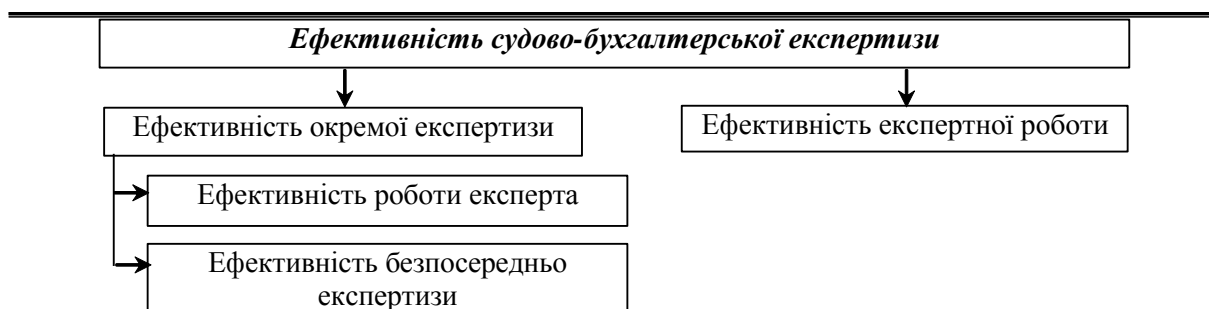 Ефективність судово-бухгалтерської експертизи
Ефективність окремої експертизи
Ефективність експертної роботи
Ефективність роботи експерта
Ефективність безпосередньо
експертизи